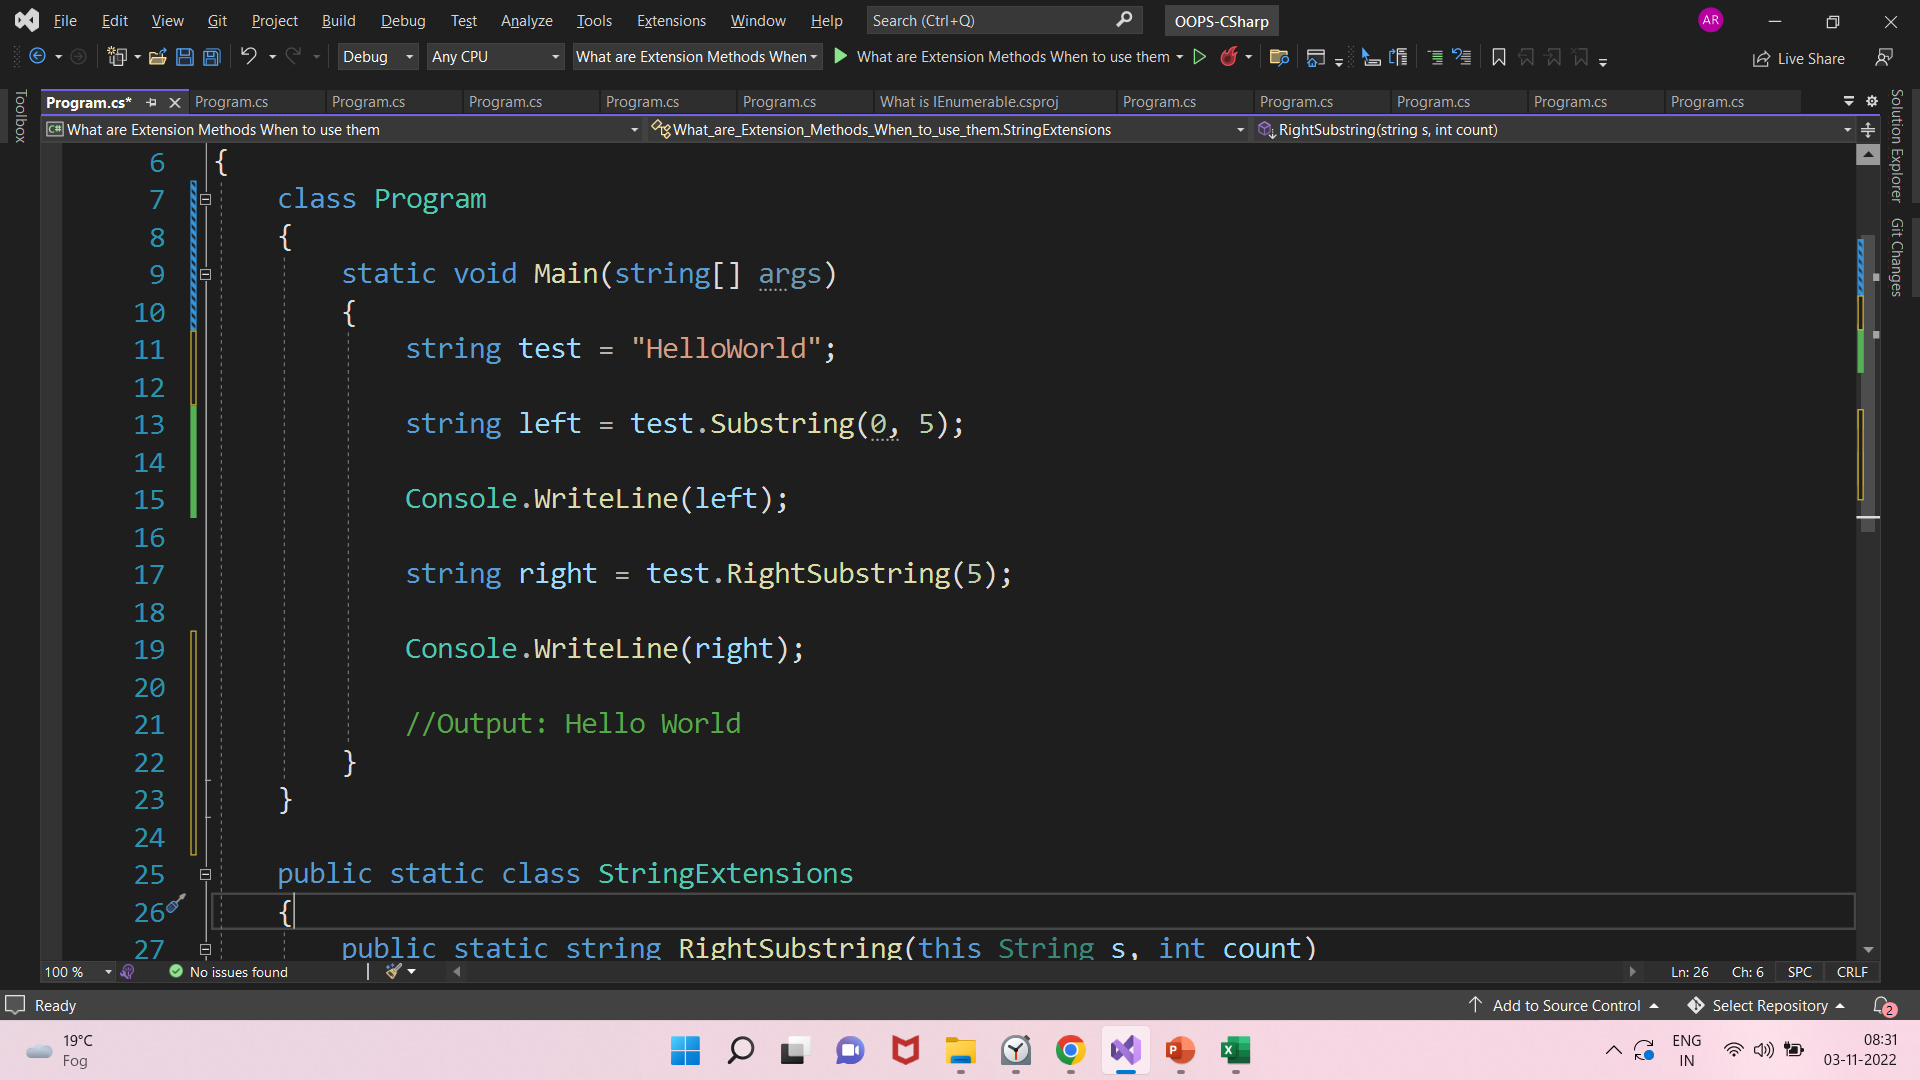 File Edit View Git Project Build Debug Test Analyze Tools Extensions Window Help Search (Ctrl+Q) OOPS-CSharp AR
Debug Any CPU What are Extension Methods When What are Extension Methods When to use them Live Share
Toolbox
Program.cs* Program.cs Program.cs Program.cs Program.cs Program.cs What is IEnumerable.csproj Program.cs Program.cs Program.cs Program.cs Program.cs
C# What are Extension Methods When to use them What_are_Extension_Methods_When_to_use_them.StringExtensions RightSubstring(string s, int count)
Solution Explorer
Git Changes
6 {
7 class Program
8 {
9 static void Main(string[] args)
10 {
11 string test = "HelloWorld";
12
13 string left = test.Substring(0, 5);
14
15 Console.WriteLine(left);
16
17 string right = test.RightSubstring(5);
18
19 Console.WriteLine(right);
20
21 //Output: Hello World
22 }
23 }
24
25 public static class StringExtensions
26 {
27 public static string RightSubstring(this String s, int count)
100 % No issues found Ln: 26 Ch: 6 SPC CRLF
Ready Add to Source Control Select Repository 2
19°C
Fog
ENG
IN
08:31
03-11-2022